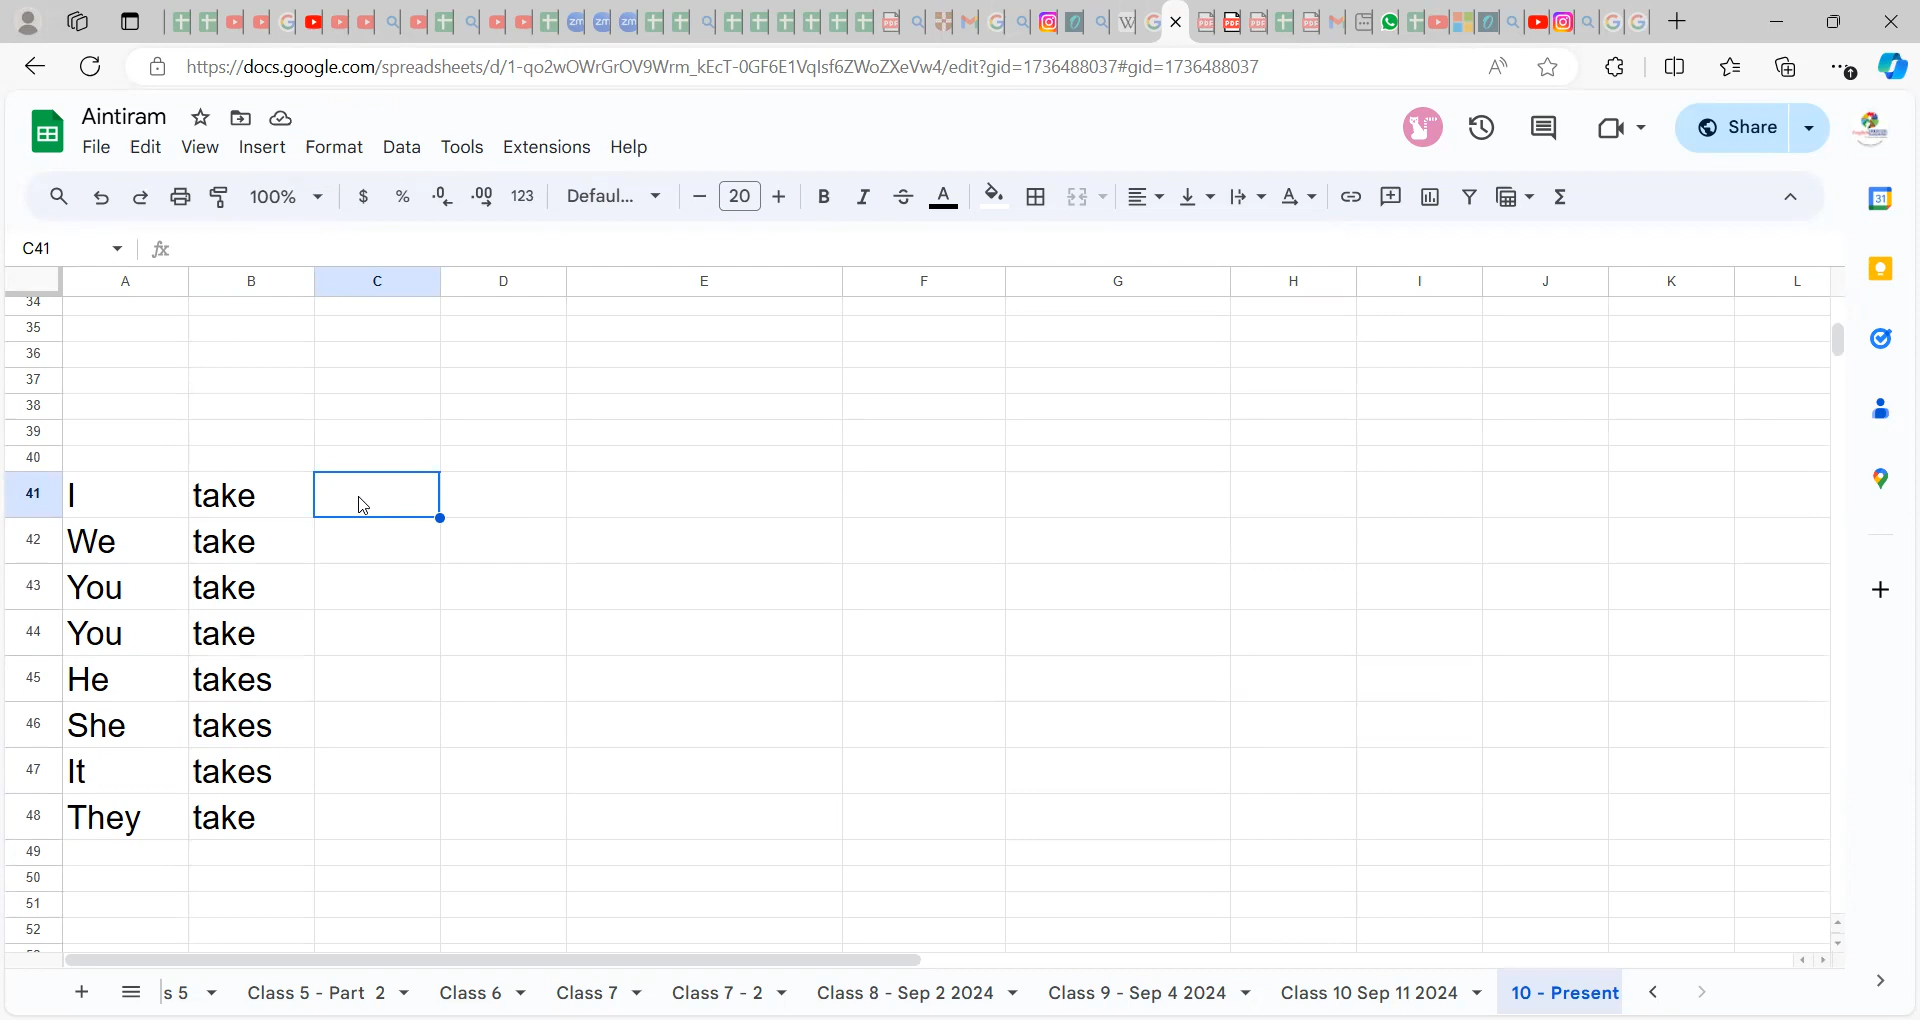 https://docs.google.com/spreadsheets/d/1-qo2wOWrGrOV9Wrm_kEcT-0GF6E1VqIsf6ZWoZXeVw4/edit?gid=1736488037#gid=1736488037
Aintiram
Share
File Edit View Insert Format Data Tools Extensions Help
100% $ % .0 .00 123 Defaul... 20 B I S A
31
C41 fx
A B C D E F G H I J K L
34
35
36
37
38
39
40
41 I take
42 We take
43 You take
44 You take
45 He takes
46 She takes
47 It takes
48 They take
49
50
51
52
s 5 Class 5 - Part 2 Class 6 Class 7 Class 7 - 2 Class 8 - Sep 2 2024 Class 9 - Sep 4 2024 Class 10 Sep 11 2024 10 - Present